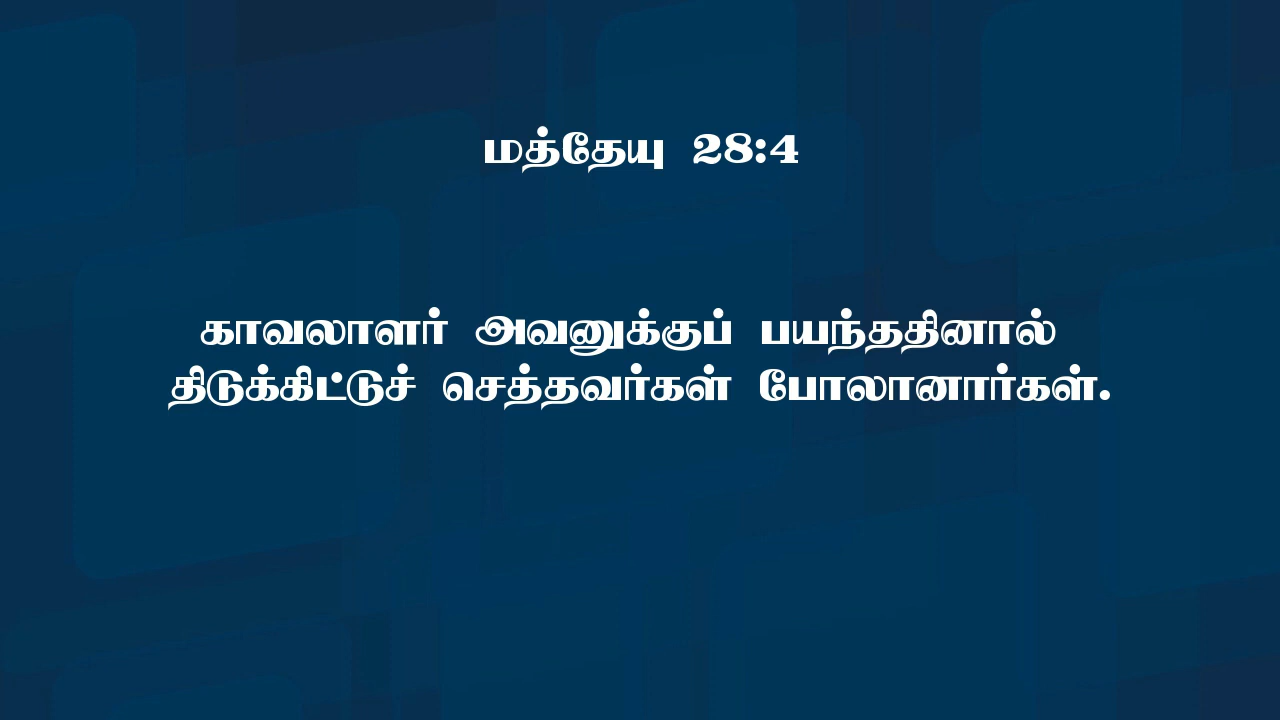 மத்தேயு 28:4
காவலாளர் அவனுக்குப் பயந்ததினால்
திடுக்கிட்டுச் செத்தவர்கள் போலானார்கள்.